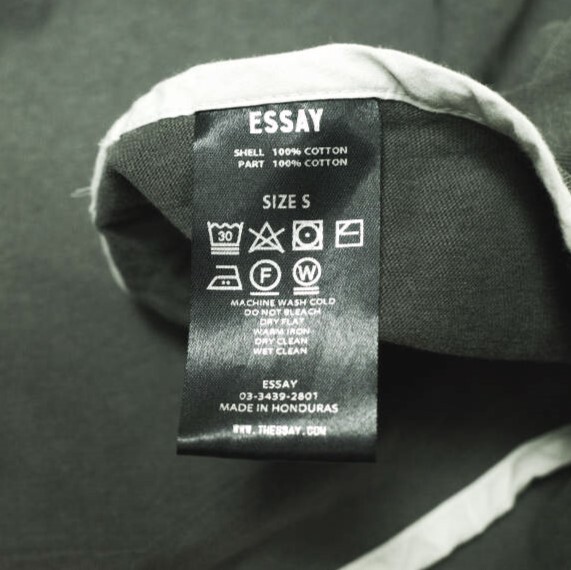 ESSAY
SHELL 100% COTTON
PART 100% COTTON
SIZE S
30
F W
MACHINE WASH COLD
DO NOT BLEACH
DRY FLAT
WARM IRON
DRY CLEAN
WET CLEAN
ESSAY
03-3439-2801
MADE IN HONDURAS
WWW.THESSAY.COM